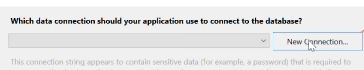 Which data connection should your application use to connect to the database?
New Connection...
This connection string appears to contain sensitive data (for example, a password) that is required to